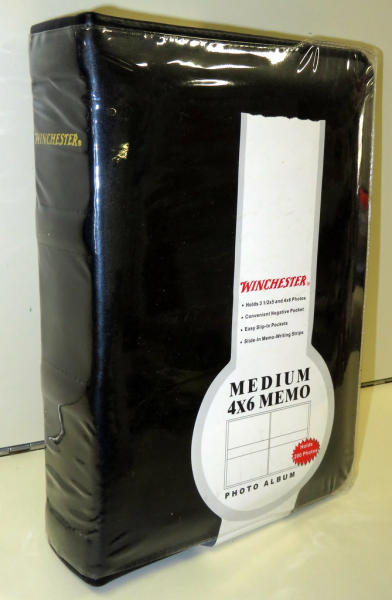 WINCHESTER®
WINCHESTER®
• Holds 3 1/2x5 and 4x6 Photos
• Convenient Negative Pocket
• Easy Slip-In Pockets
• Slide-In Memo-Writing Strips
MEDIUM
4X6 MEMO
Holds
200 Photos
PHOTO ALBUM